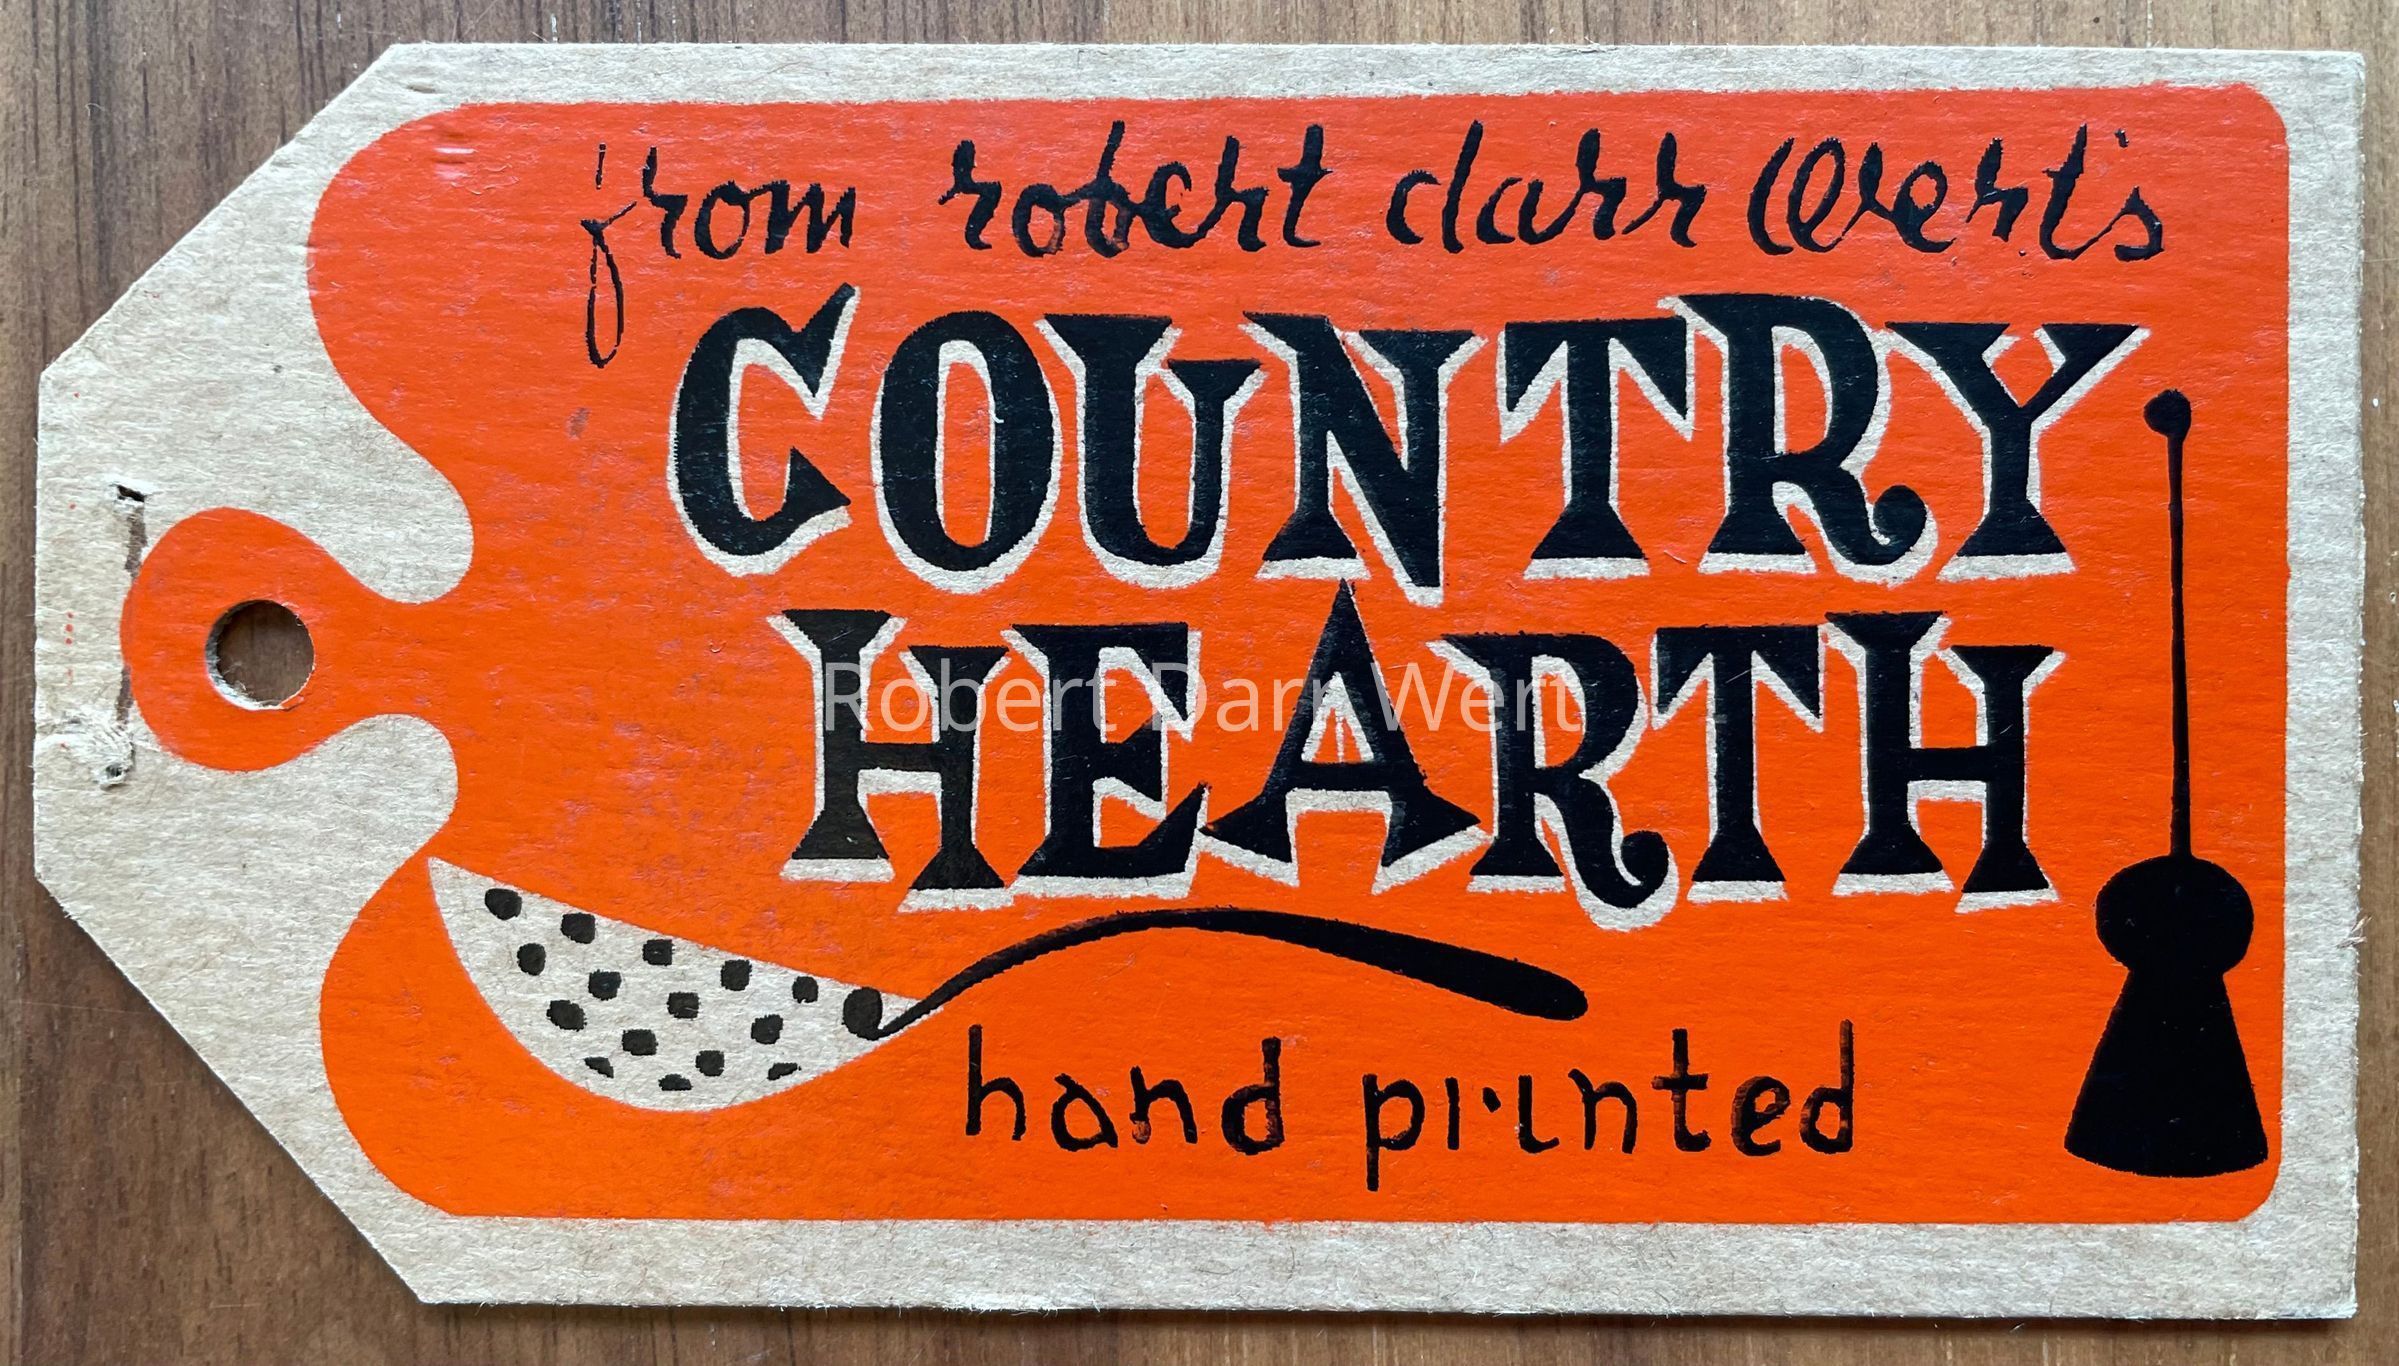 from robert darr Wert's
COUNTRY
HEARTH
Robert Darr Wert
hand printed